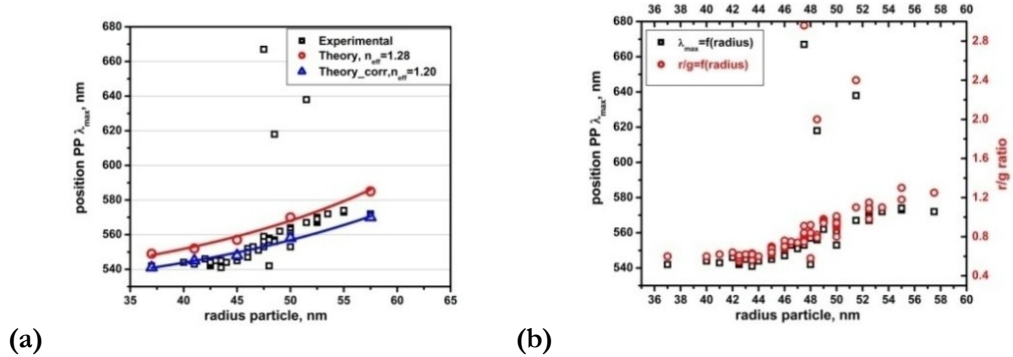 680
660
640
620
600
580
560
540
position PP λmax, nm
Experimental
Theory, neff=1.28
Theory_corr,neff=1.20
35 40 45 50 55 60 65
radius particle, nm
(a)
36 38 40 42 44 46 48 50 52 54 56 58 60
680
660
640
620
600
580
560
540
position PP λmax, nm
λmax=f(radius)
r/g=f(radius)
2.8
2.4
2.0
1.6
1.2
0.8
0.4
r/g ratio
36 38 40 42 44 46 48 50 52 54 56 58 60
radius particle, nm
(b)